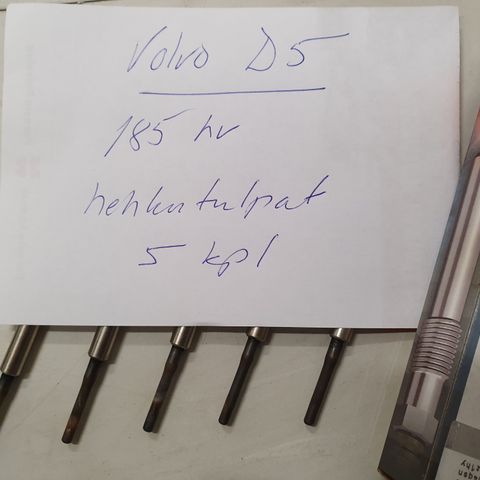 Volvo D5
185 hv
hehkutulpat
5 kpl